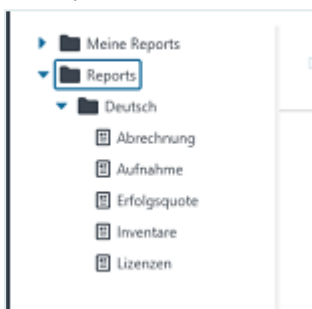 Meine Reports
Reports
Deutsch
Abrechnung
Aufnahme
Erfolgsquote
Inventare
Lizenzen